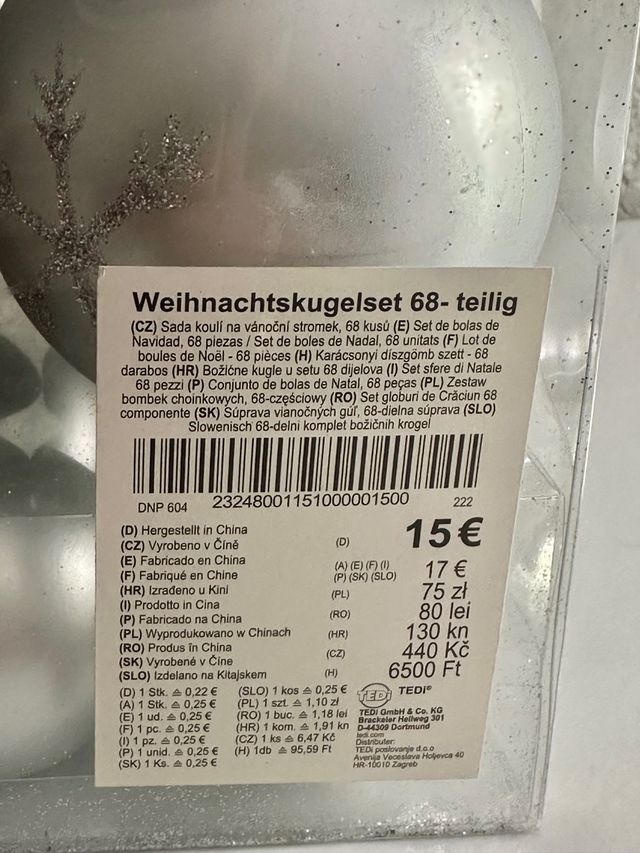 Weihnachtskugelset 68- teilig
(CZ) Sada koulí na vánoční stromek, 68 kusů (E) Set de bolas de
Navidad, 68 piezas / Set de boles de Nadal, 68 unitats (F) Lot de
boules de Noël - 68 pièces (H) Karácsonyi díszgömb szett - 68
darabos (HR) Božićne kugle u setu 68 dijelova (I) Set sfere di Natale
68 pezzi (P) Conjunto de bolas de Natal, 68 peças (PL) Zestaw
bombek choinkowych, 68-częściowy (RO) Set globuri de Crăciun 68
componente (SK) Súprava vianočných gúľ, 68-dielna súprava (SLO)
Slowenisch 68-delni komplet božičnih krogel
DNP 604 23248001151000001500 222
(D) Hergestellt in China
(CZ) Vyrobeno v Číně
(E) Fabricado en China
(F) Fabriqué en Chine
(HR) Izrađeno u Kini
(I) Prodotto in Cina
(P) Fabricado na China
(PL) Wyprodukowano w Chinach
(RO) Produs în China
(SK) Vyrobené v Číne
(SLO) Izdelano na Kitajskem
(D) 15 €
(A) (E) (F) (I)
(P) (SK) (SLO) 17 €
(PL) 75 zł
(RO) 80 lei
(HR) 130 kn
(CZ) 440 Kč
(H) 6500 Ft
(D) 1 Stk. ≙ 0,22 €
(A) 1 Stk. ≙ 0,25 €
(E) 1 ud. ≙ 0,25 €
(F) 1 pc. ≙ 0,25 €
(I) 1 pz. ≙ 0,25 €
(P) 1 unid. ≙ 0,25 €
(SK) 1 Ks. ≙ 0,25 €
(SLO) 1 kos ≙ 0,25 €
(PL) 1 szt. ≙ 1,10 zł
(RO) 1 buc. ≙ 1,18 lei
(HR) 1 kom. ≙ 1,91 kn
(CZ) 1 ks ≙ 6,47 Kč
(H) 1db ≙ 95,59 Ft
TEDi TEDI®
TEDI GmbH & Co. KG
Brackeler Hellweg 301
D-44309 Dortmund
tedi.com
Distributer:
TEDi poslovanje d.o.o
Avenija Veceslava Holjevca 40
HR-10010 Zagreb